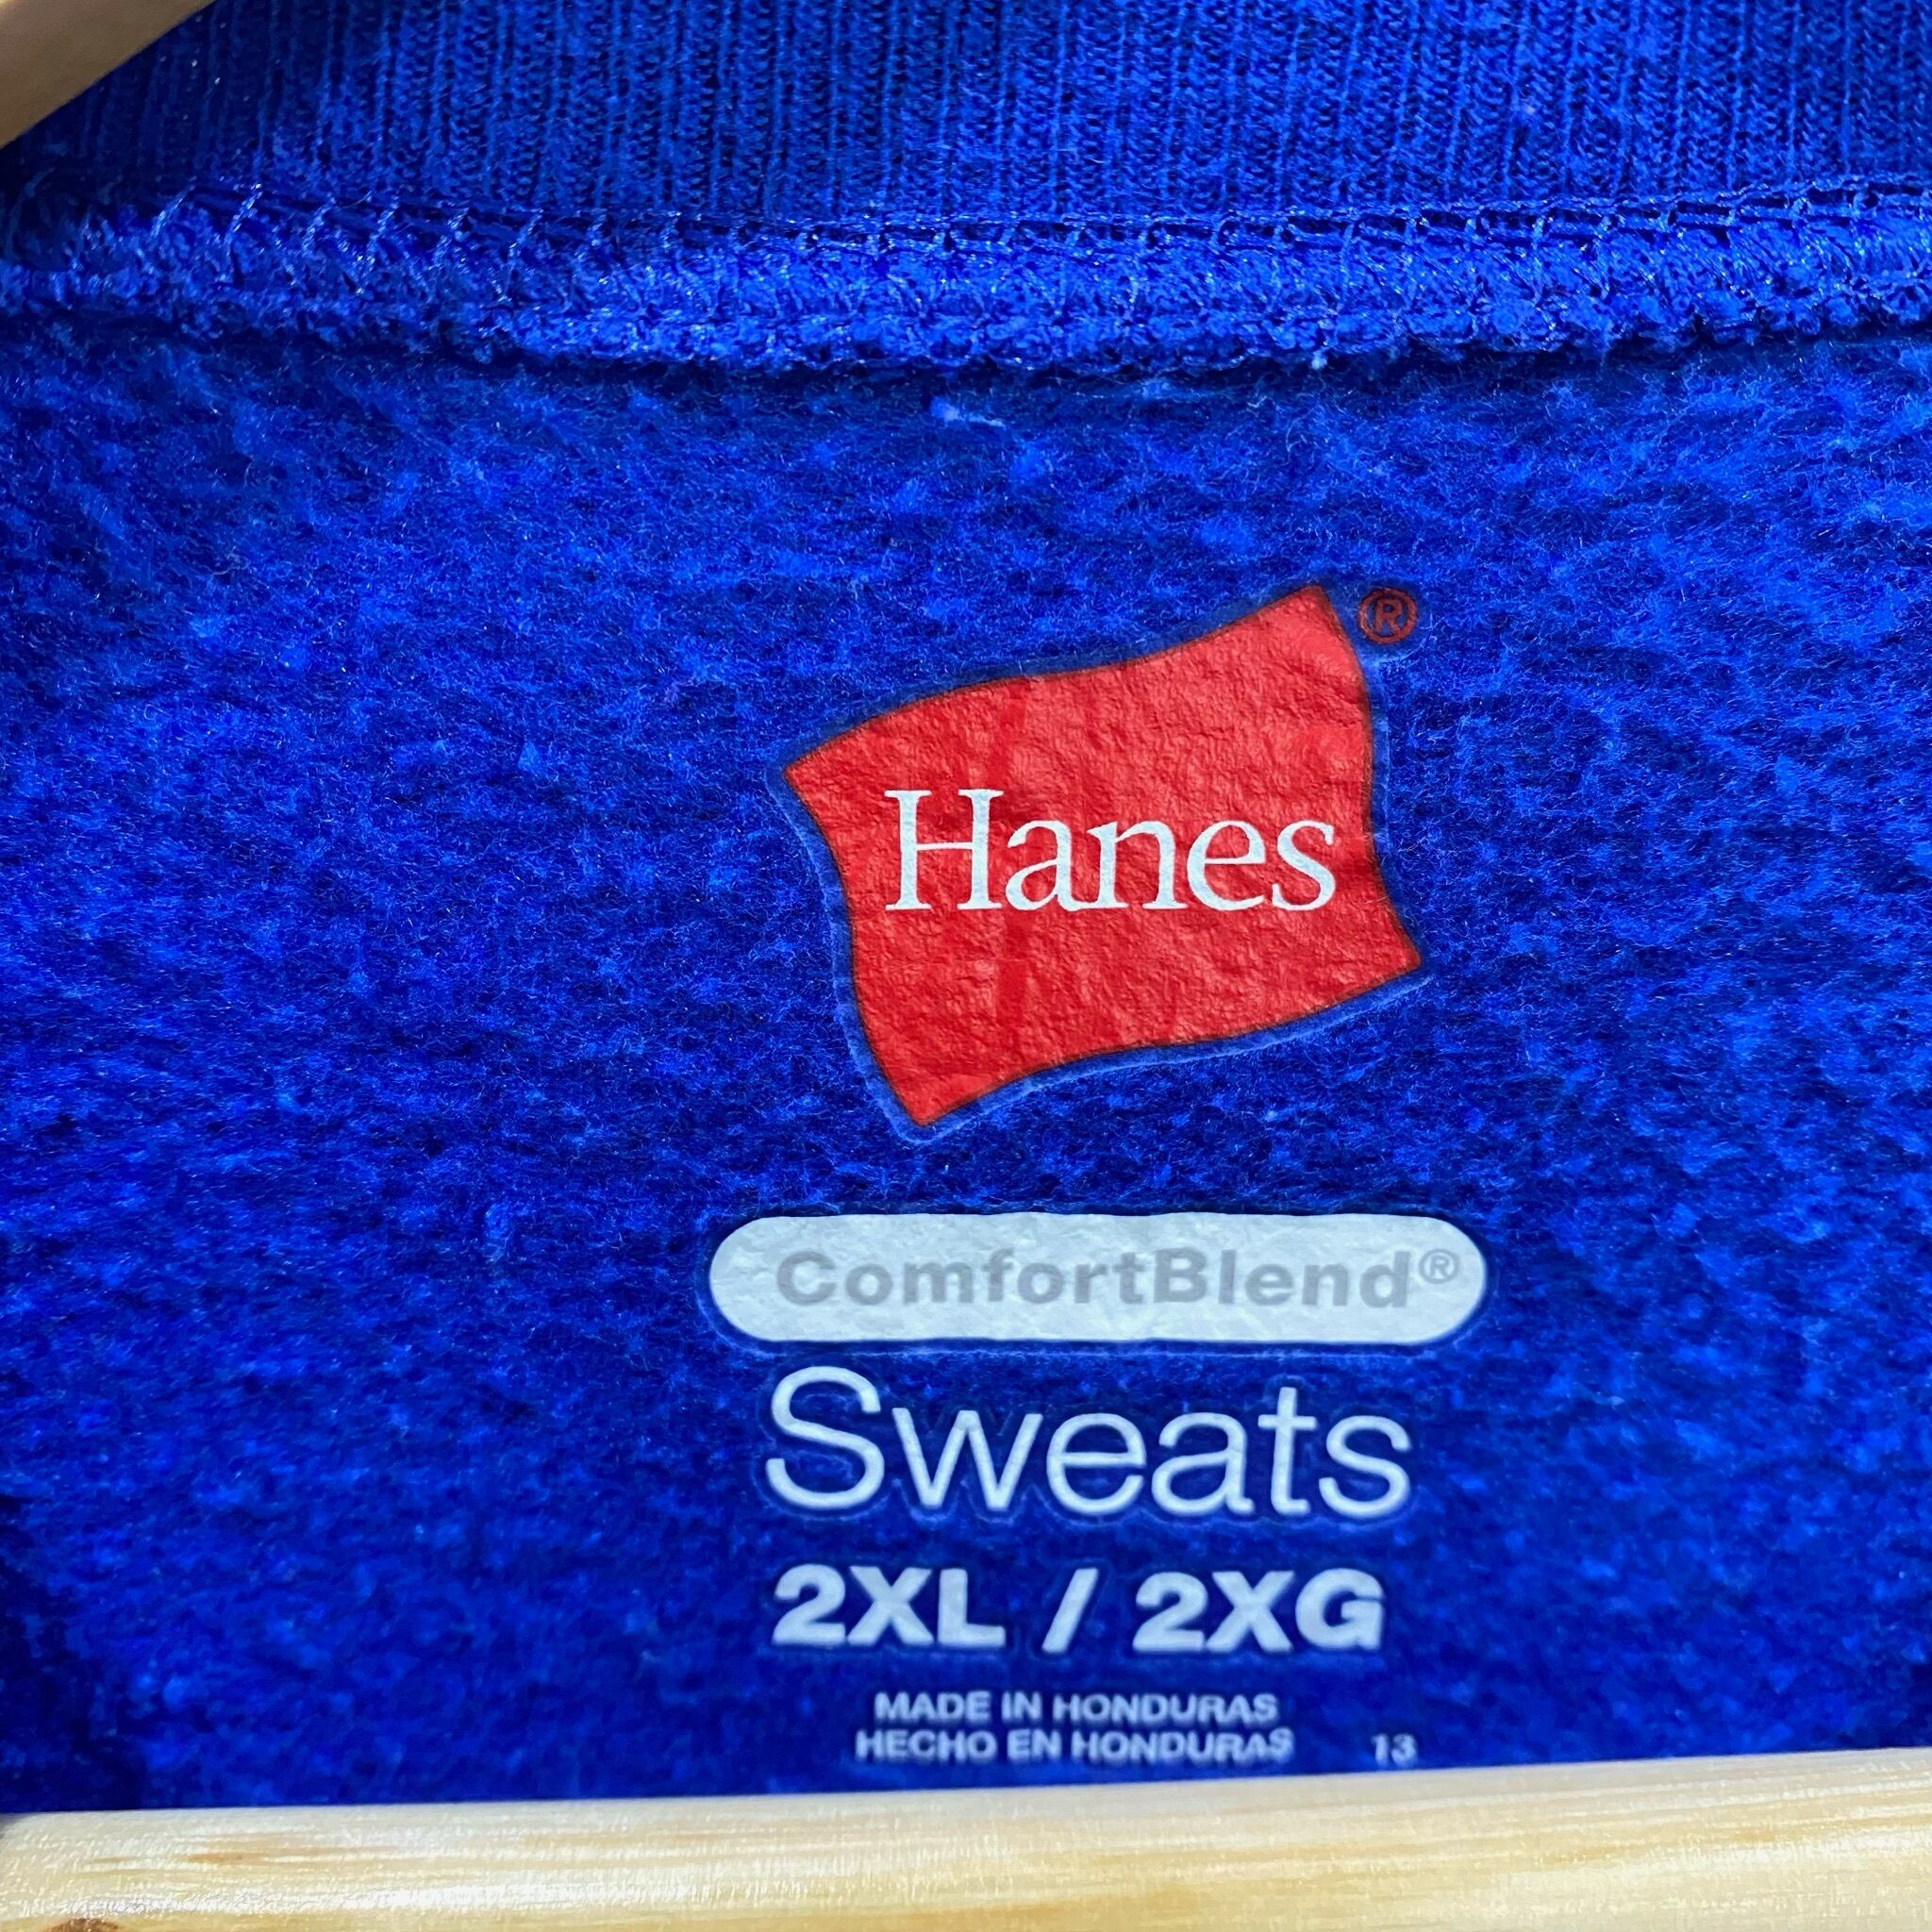 Hanes®
ComfortBlend®
Sweats
2XL / 2XG
MADE IN HONDURAS
HECHO EN HONDURAS 13